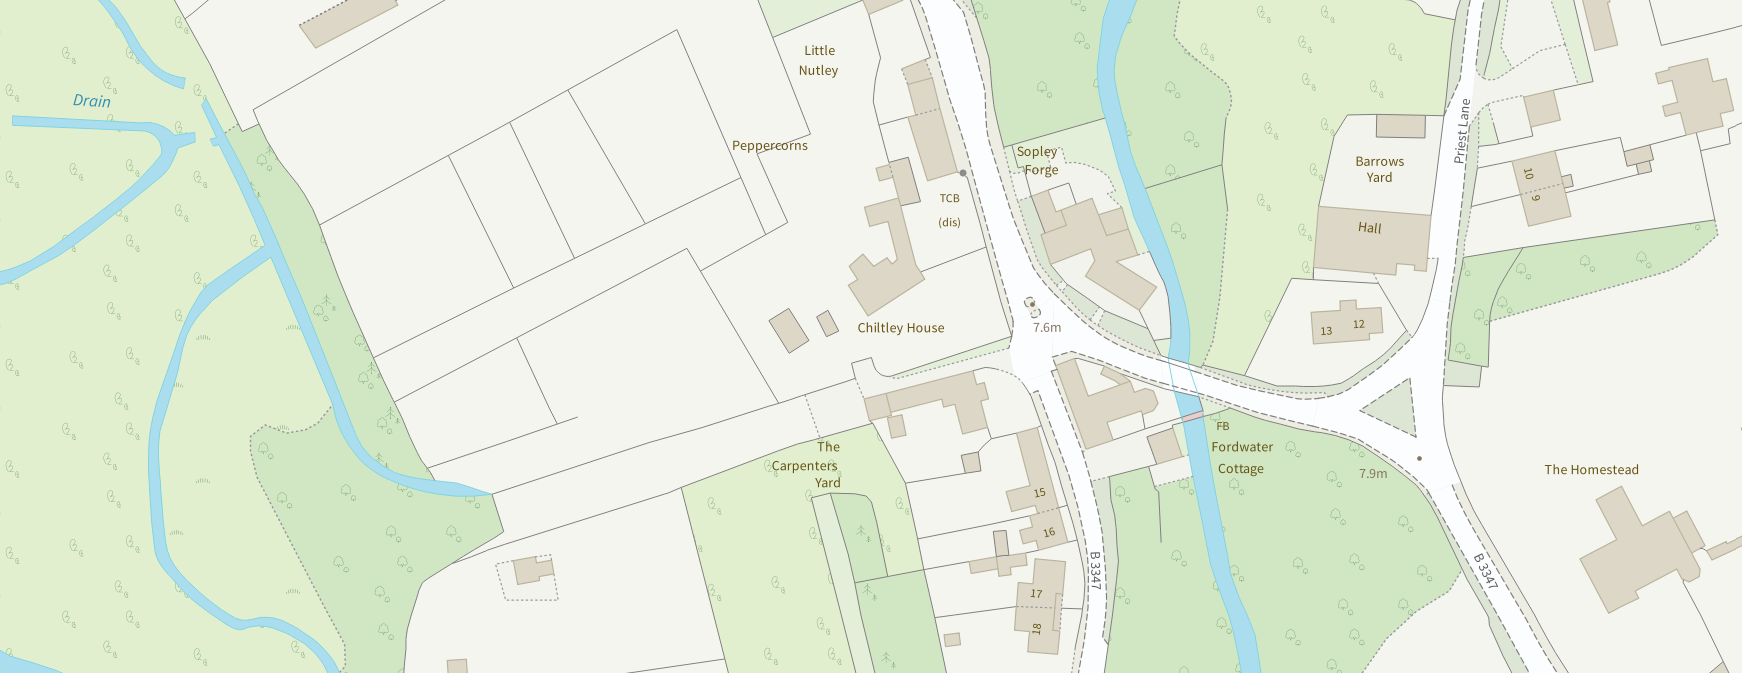 Little
Nutley
Drain
Priest Lane
Peppercorns
Sopley
Forge
Barrows
Yard
10
9
TCB
(dis)
Hall
Chiltley House
7.6m
13
12
The
Carpenters
Yard
FB
Fordwater
Cottage
7.9m
The Homestead
15
16
B 3347
B 3347
17
18